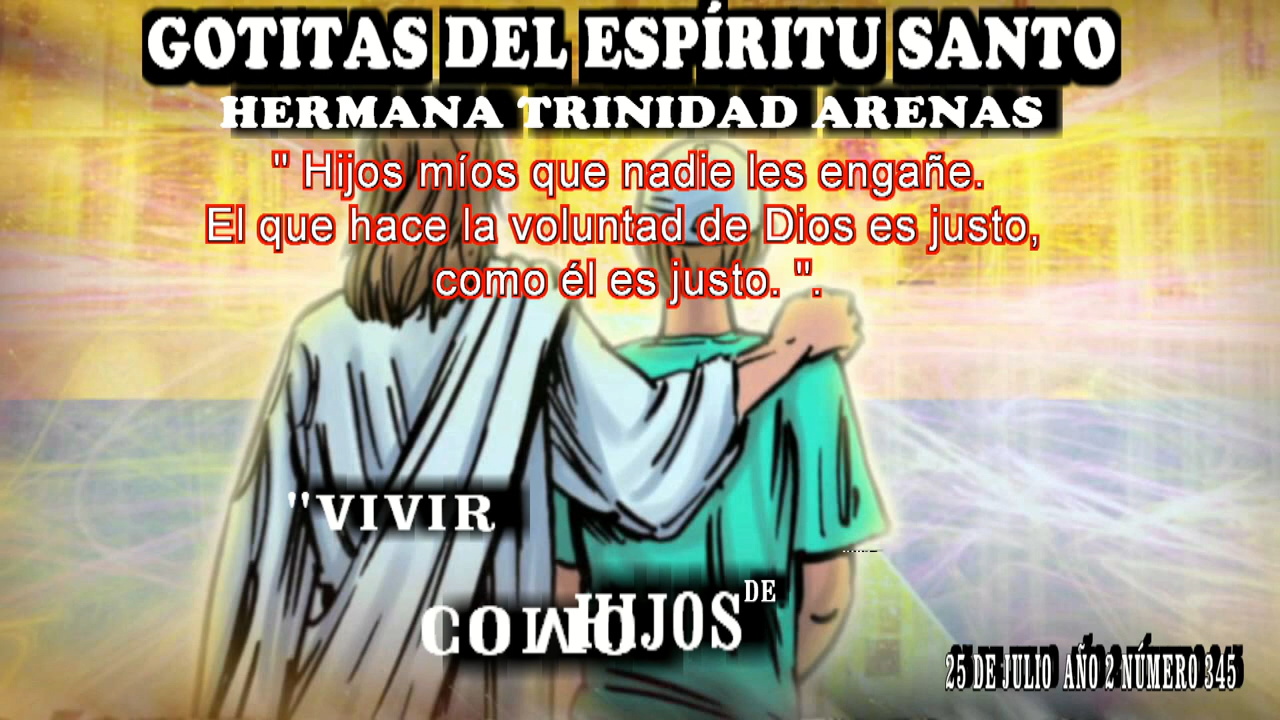 GOTITAS DEL ESPÍRITU SANTO
HERMANA TRINIDAD ARENAS
" Hijos míos que nadie les engañe.
El que hace la voluntad de Dios es justo,
como él es justo. ".
"VIVIR
COMO HIJOS DE
25 DE JULIO AÑO 2 NÚMERO 345